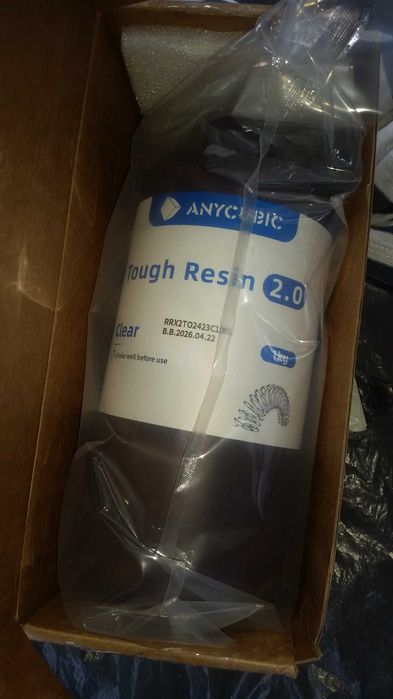 ANYCUBIC
Tough Resin 2.0
Clear
B.B.2026.04.22
shake well before use
1kg